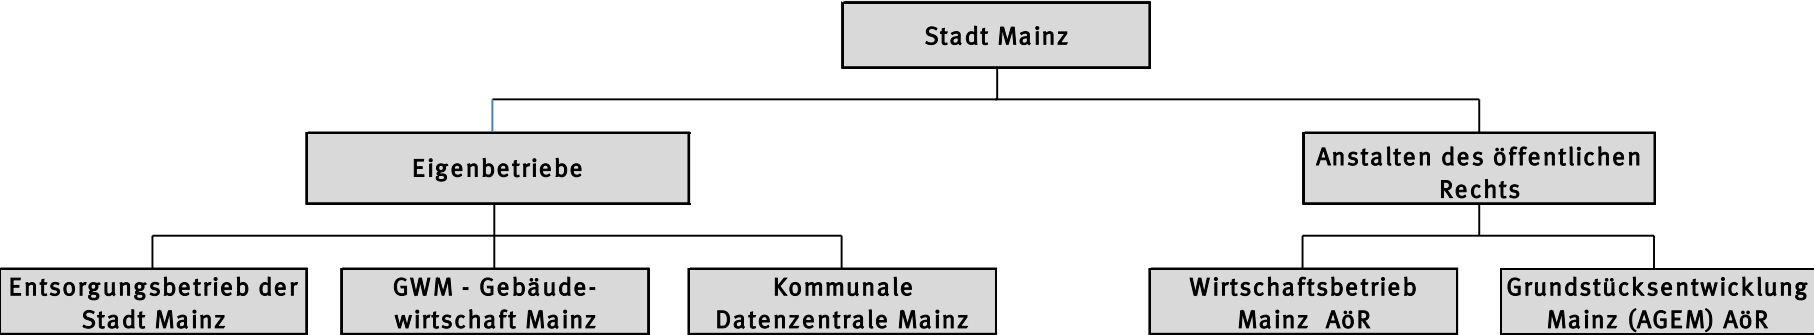 Stadt Mainz
Eigenbetriebe
Anstalten des öffentlichen
Rechts
Entsorgungsbetrieb der
Stadt Mainz
GWM - Gebäude-
wirtschaft Mainz
Kommunale
Datenzentrale Mainz
Wirtschaftsbetrieb
Mainz AöR
Grundstücksentwicklung
Mainz (AGEM) AöR